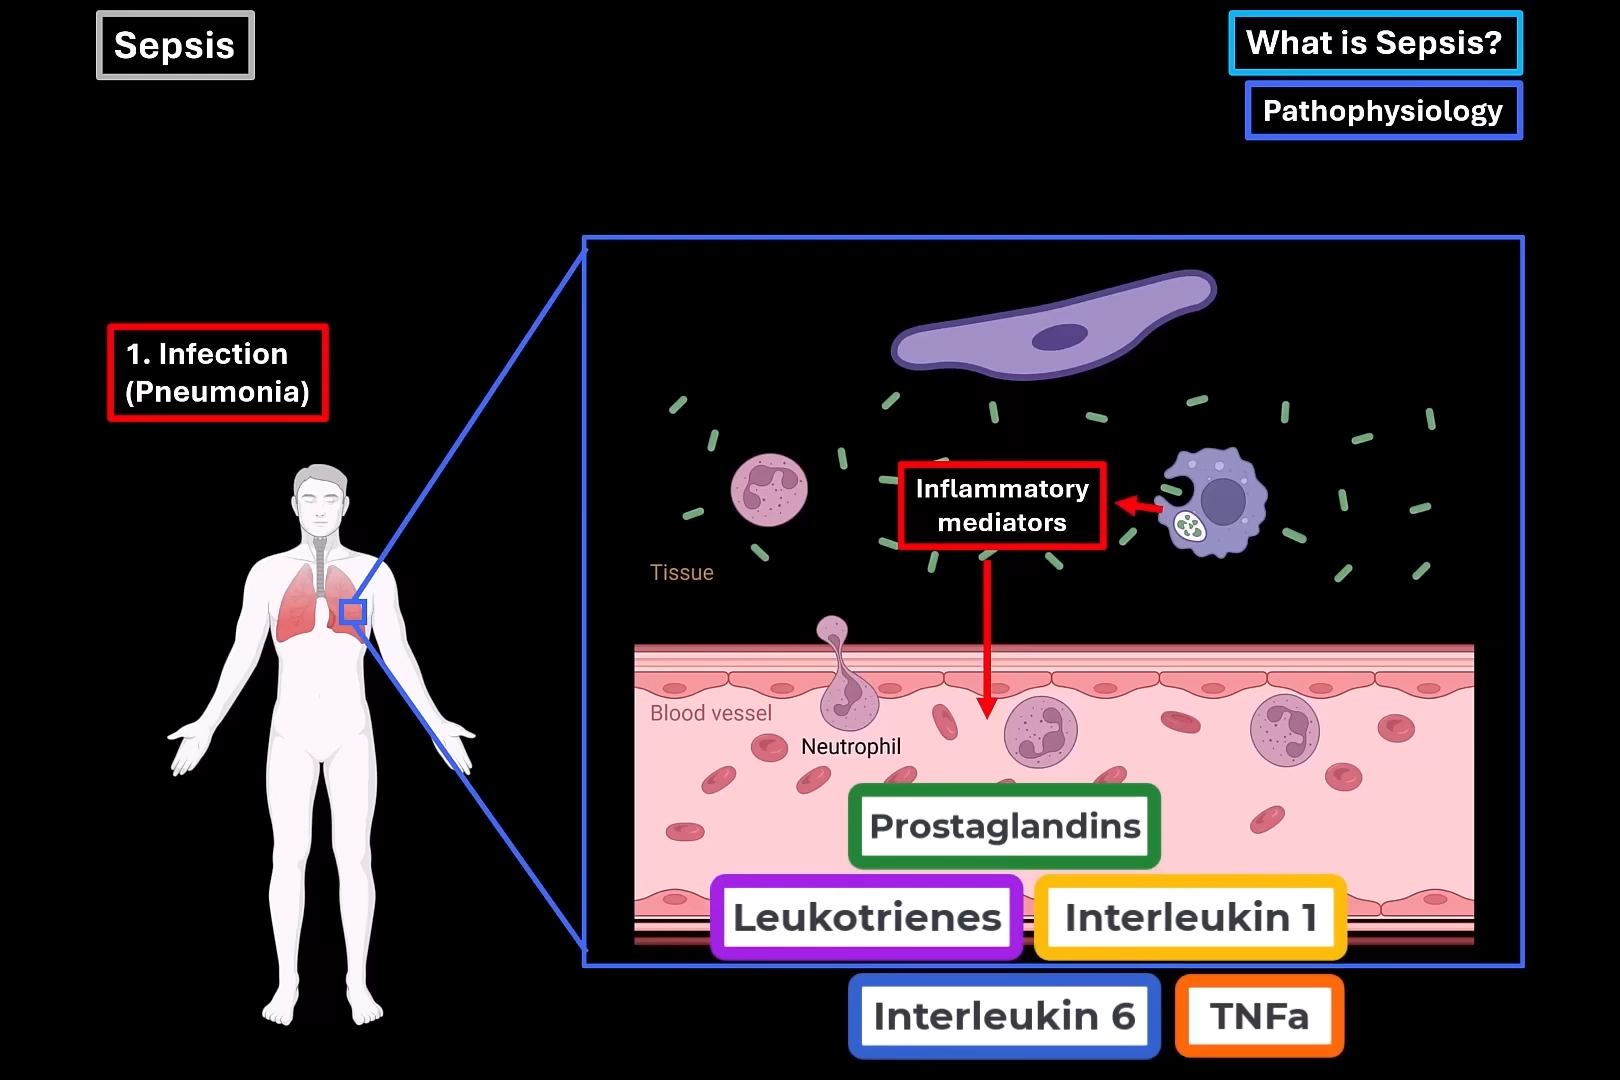 Sepsis
What is Sepsis?
Pathophysiology
1. Infection
(Pneumonia)
Inflammatory
mediators
Tissue
Blood vessel
Neutrophil
Prostaglandins
Leukotrienes
Interleukin 1
Interleukin 6
TNFa